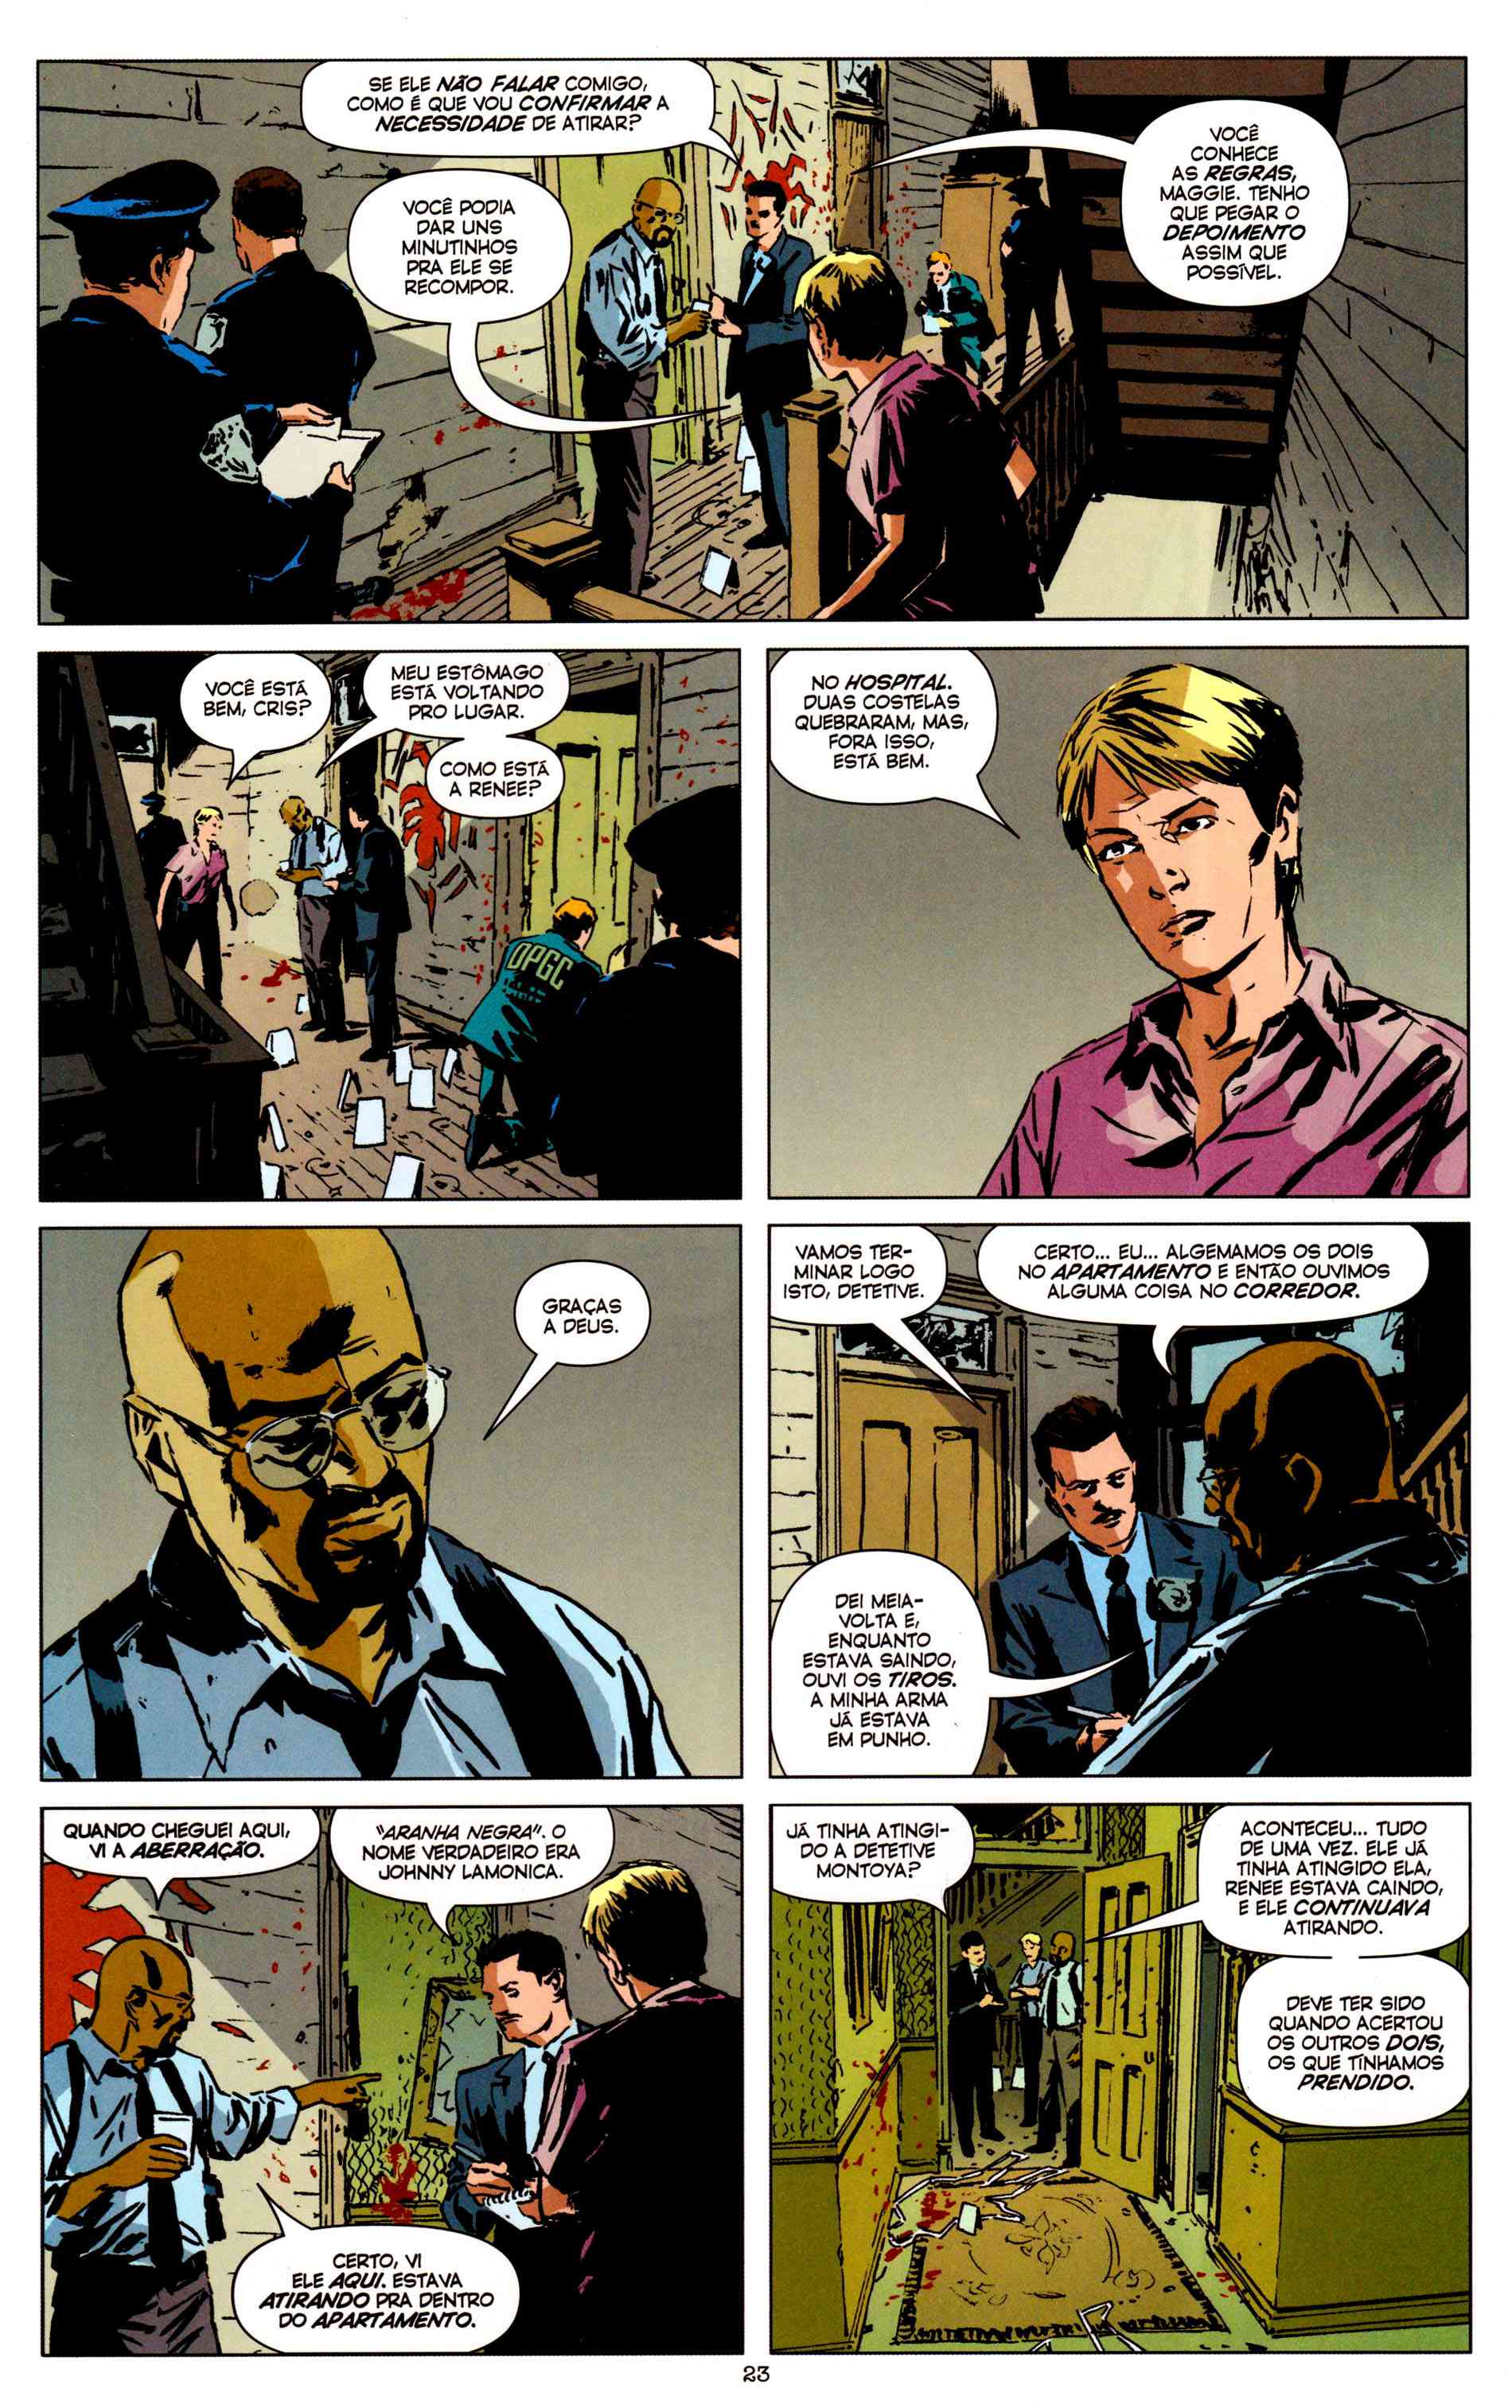 SE ELE NÃO FALAR COMIGO,
COMO É QUE VOU CONFIRMAR A
NECESSIDADE DE ATIRAR?
VOCÊ PODIA
DAR UNS
MINUTINHOS
PRA ELE SE
RECOMPOR.
VOCÊ
CONHECE
AS REGRAS,
MAGGIE. TENHO
QUE PEGAR O
DEPOIMENTO
ASSIM QUE
POSSÍVEL.
VOCÊ ESTÁ
BEM, CRIS?
MEU ESTÔMAGO
ESTÁ VOLTANDO
PRO LUGAR.
COMO ESTÁ
A RENEE?
DPGC
NO HOSPITAL.
DUAS COSTELAS
QUEBRARAM, MAS,
FORA ISSO,
ESTÁ BEM.
GRAÇAS
A DEUS.
VAMOS TER-
MINAR LOGO
ISTO, DETETIVE.
CERTO... EU... ALGEMAMOS OS DOIS
NO APARTAMENTO E ENTÃO OUVIMOS
ALGUMA COISA NO CORREDOR.
DEI MEIA-
VOLTA E,
ENQUANTO
ESTAVA SAINDO,
OUVI OS TIROS.
A MINHA ARMA
JÁ ESTAVA
EM PUNHO.
QUANDO CHEGUEI AQUI,
VI A ABERRAÇÃO.
"ARANHA NEGRA". O
NOME VERDADEIRO ERA
JOHNNY LAMONICA.
CERTO, VI
ELE AQUI. ESTAVA
ATIRANDO PRA DENTRO
DO APARTAMENTO.
JÁ TINHA ATINGI-
DO A DETETIVE
MONTOYA?
ACONTECEU... TUDO
DE UMA VEZ. ELE JÁ
TINHA ATINGIDO ELA,
RENEE ESTAVA CAINDO,
E ELE CONTINUAVA
ATIRANDO.
DEVE TER SIDO
QUANDO ACERTOU
OS OUTROS DOIS,
OS QUE TÍNHAMOS
PRENDIDO.
23